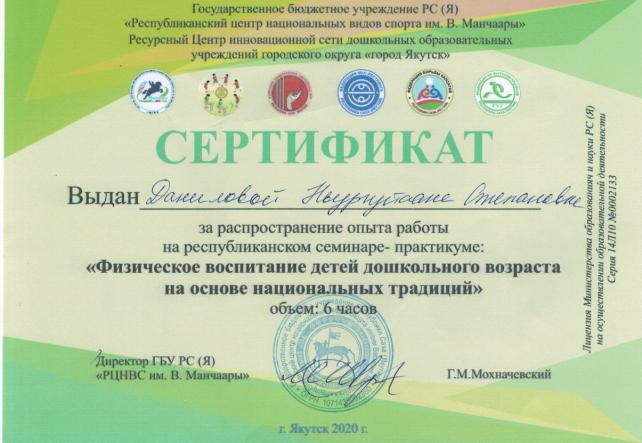 Государственное бюджетное учреждение РС (Я)
«Республиканский центр национальных видов спорта им. В. Манчаары»
Ресурсный Центр инновационной сети дошкольных образовательных
учреждений городского округа «город Якутск»
СЕРТИФИКАТ
Выдан Даниловой Ньургуйаане Степановне
за распространение опыта работы
на республиканском семинаре- практикуме:
«Физическое воспитание детей дошкольного возраста
на основе национальных традиций»
объем: 6 часов
Директор ГБУ РС (Я)
«РЦНВС им. В. Манчаары»
Г.М.Мохначевский
г. Якутск 2020 г.
Лицензия Министерства образования и науки РС (Я)
на осуществлении образовательной деятельности
Серия 14Л10 №0002133